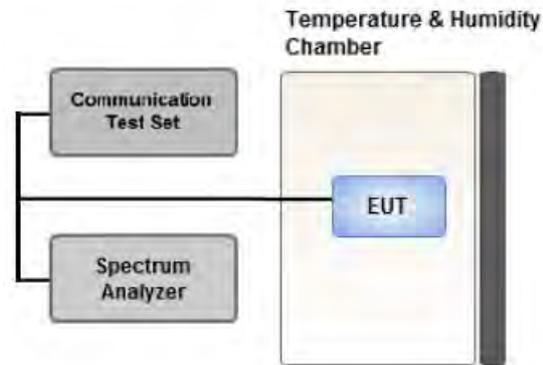 Temperature & Humidity
Chamber
Communication
Test Set
EUT
Spectrum
Analyzer